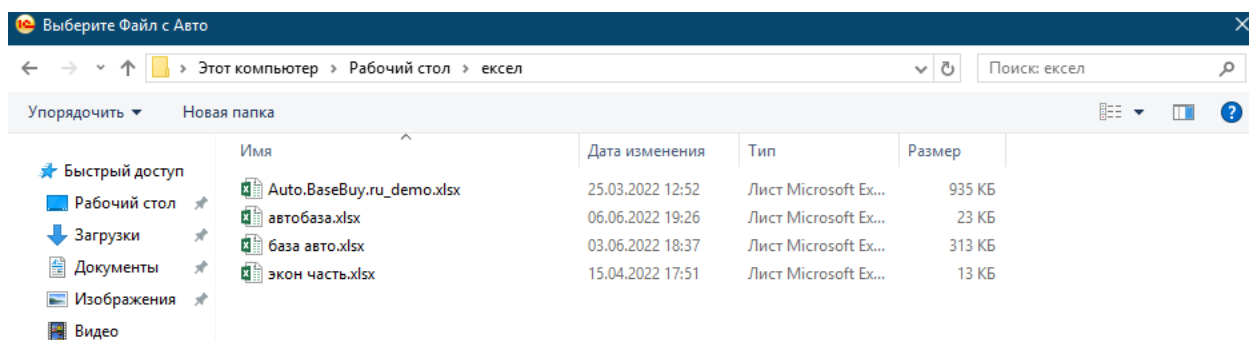 1С Выберите Файл с Авто
Этот компьютер > Рабочий стол > ексел
Поиск: ексел
Упорядочить Новая папка
Имя Дата изменения Тип Размер
Быстрый доступ
Рабочий стол
Загрузки
Документы
Изображения
Видео
Auto.BaseBuy.ru_demo.xlsx 25.03.2022 12:52 Лист Microsoft Ex... 935 КБ
автобаза.xlsx 06.06.2022 19:26 Лист Microsoft Ex... 23 КБ
база авто.xlsx 03.06.2022 18:37 Лист Microsoft Ex... 313 КБ
экон часть.xlsx 15.04.2022 17:51 Лист Microsoft Ex... 13 КБ